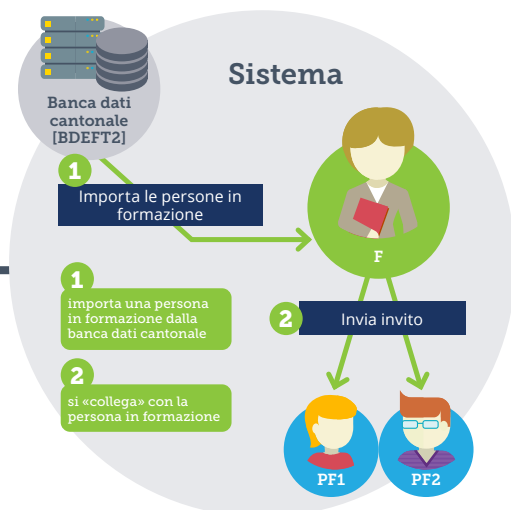 Sistema
Banca dati
cantonale
[BDEFT2]
1
Importa le persone in
formazione
F
1
importa una persona
in formazione dalla
banca dati cantonale
2
Invia invito
2
si «collega» con la
persona in formazione
PF1
PF2